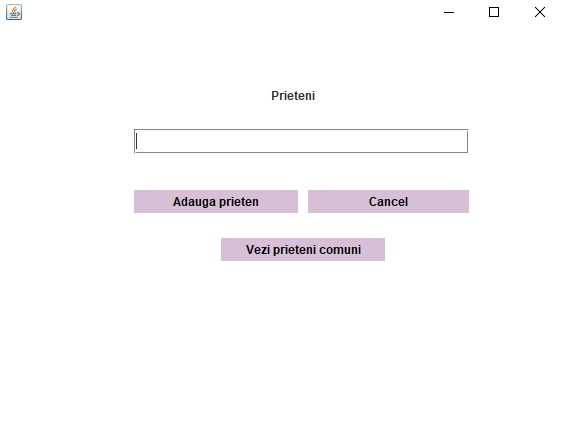 Prieteni
Adauga prieten
Cancel
Vezi prieteni comuni